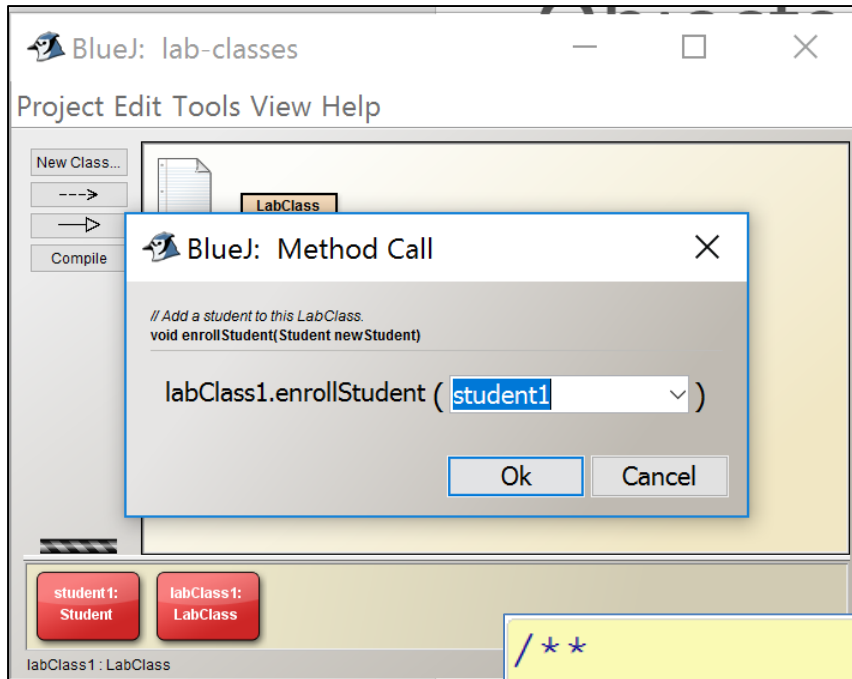 Objects
BlueJ: lab-classes
Project Edit Tools View Help
New Class...
Compile
LabClass
BlueJ: Method Call
// Add a student to this LabClass.
void enrollStudent(Student newStudent)
labClass1.enrollStudent ( student1 )
Ok
Cancel
student1:
Student
labClass1:
LabClass
/**
labClass1 : LabClass